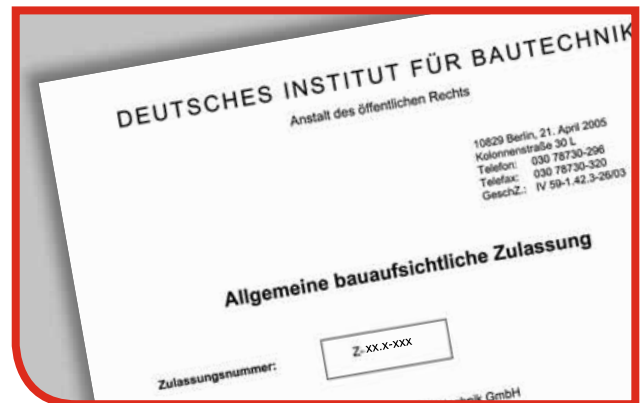 DEUTSCHES INSTITUT FÜR BAUTECHNIK
Anstalt des öffentlichen Rechts
10829 Berlin, 21. April 2005
Kolonnenstraße 30 L
Telefon: 030 78730-296
Telefax: 030 78730-320
GeschZ.: IV 59-1.42.3-26/03
Allgemeine bauaufsichtliche Zulassung
Zulassungsnummer:
Z-xx.x-xxx
GmbH